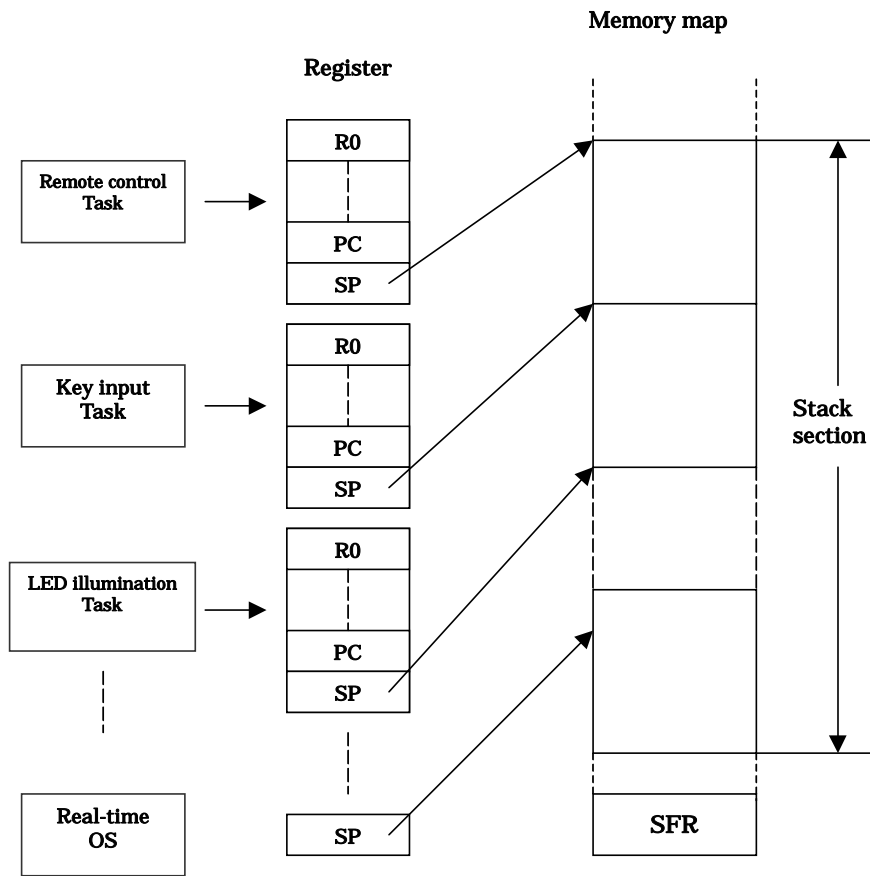 Memory map
Register
Remote control
Task
R0
PC
SP
Key input
Task
R0
PC
SP
LED illumination
Task
R0
PC
SP
Real-time
OS
SP
Stack
section
SFR